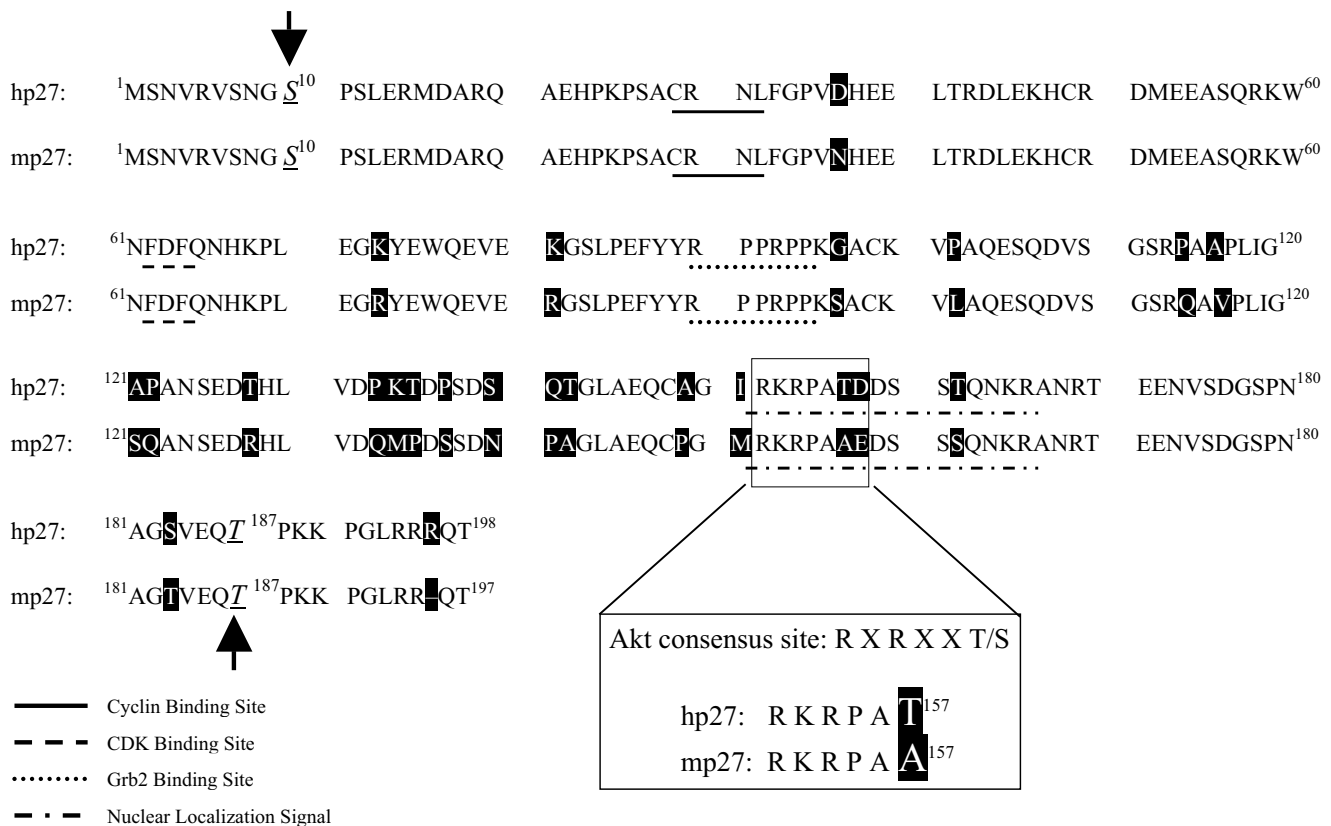 hp27: ¹MSNVRVSNG S¹⁰ PSLERMDARQ AEHPKPSACR NLFGPVDHEE LTRDLEKHCR DMEEASQRKW⁶⁰
mp27: ¹MSNVRVSNG S¹⁰ PSLERMDARQ AEHPKPSACR NLFGPVNHEE LTRDLEKHCR DMEEASQRKW⁶⁰
hp27: ⁶¹NFDFQNHKPL EGKYEWQEVE KGSLPEFYYR PPRPPKGACK VPAQESQDVS GSRPAAPLIG¹²⁰
mp27: ⁶¹NFDFQNHKPL EGRYEWQEVE RGSLPEFYYR PPRPPKSACK VLAQESQDVS GSRQAVPLIG¹²⁰
hp27: ¹²¹APANSEDTHL VDPKTDPSDS QTGLAEQCAG IRKRPATDDS STQNKRANRT EENVSDGSPN¹⁸⁰
mp27: ¹²¹SQANSEDRHL VDQMPDSSDN PAGLAEQCPG MRKRPAAEDS SSQNKRANRT EENVSDGSPN¹⁸⁰
hp27: ¹⁸¹AGSVEQT ¹⁸⁷PKK PGLRRRQT¹⁹⁸
mp27: ¹⁸¹AGTVEQT ¹⁸⁷PKK PGLRR-QT¹⁹⁷
Akt consensus site: R X R X X T/S
hp27: R K R P A T¹⁵⁷
mp27: R K R P A A¹⁵⁷
Cyclin Binding Site
CDK Binding Site
Grb2 Binding Site
Nuclear Localization Signal